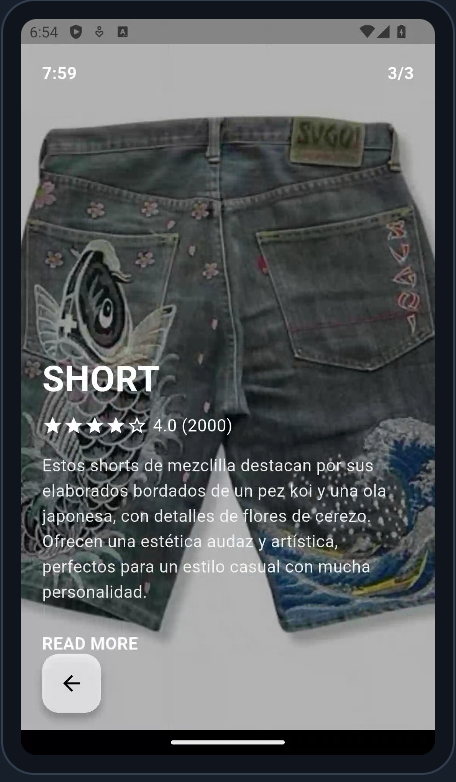 6:54
7:59
3/3
SUGOI
SHORT
4.0 (2000)
Estos shorts de mezclilla destacan por sus
elaborados bordados de un pez koi y una ola
japonesa, con detalles de flores de cerezo.
Ofrecen una estética audaz y artística,
perfectos para un estilo casual con mucha
personalidad.
READ MORE